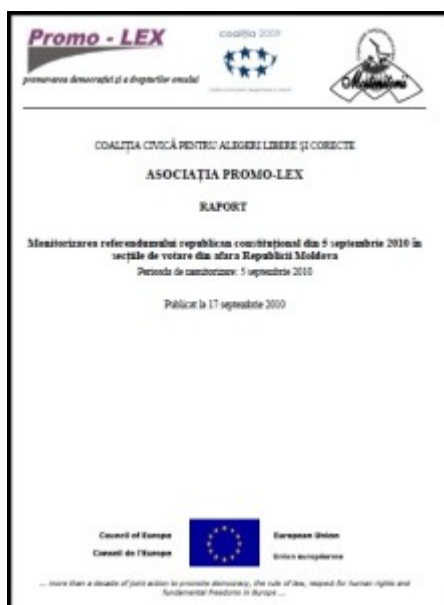 Promo - LEX
promovarea democrației și a drepturilor omului
coaliția 2009
Moștenitorii
COALIȚIA CIVICĂ PENTRU ALEGERI LIBERE ȘI CORECTE
ASOCIAȚIA PROMO-LEX
RAPORT
Monitorizarea referendumului republican constituțional din 5 septembrie 2010 în
secțiile de votare din afara Republicii Moldova
Perioada de monitorizare: 5 septembrie 2010
Publicat la 17 septembrie 2010
Council of Europe
Conseil de l'Europe
European Union
Union européenne
... more than a decade of joint action to promote democracy, the rule of law, respect for human rights and
fundamental freedoms in Europe ...